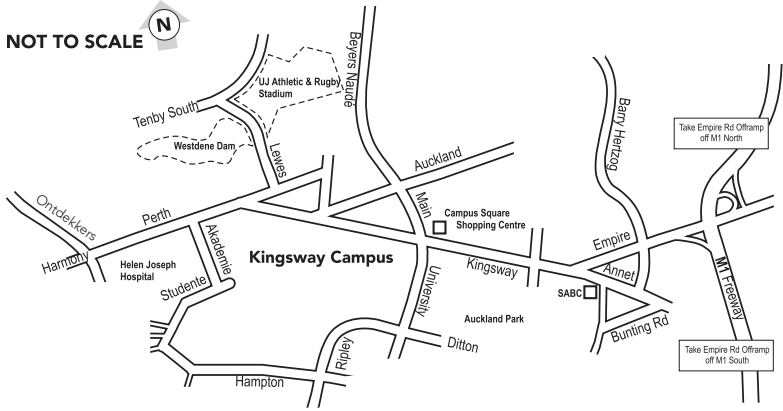 N
NOT TO SCALE
Beyers Naudé
UJ Athletic & Rugby
Stadium
Tenby South
Westdene Dam
Lewes
Auckland
Barry Hertzog
Take Empire Rd Offramp
off M1 North
Ontdekkers
Perth
Main
Campus Square
Shopping Centre
Harmony
Akademie
Helen Joseph
Hospital
Kingsway Campus
Kingsway
Empire
Annet
M1 Freeway
Studente
University
SABC
Auckland Park
Bunting Rd
Ripley
Ditton
Hampton
Take Empire Rd Offramp
off M1 South